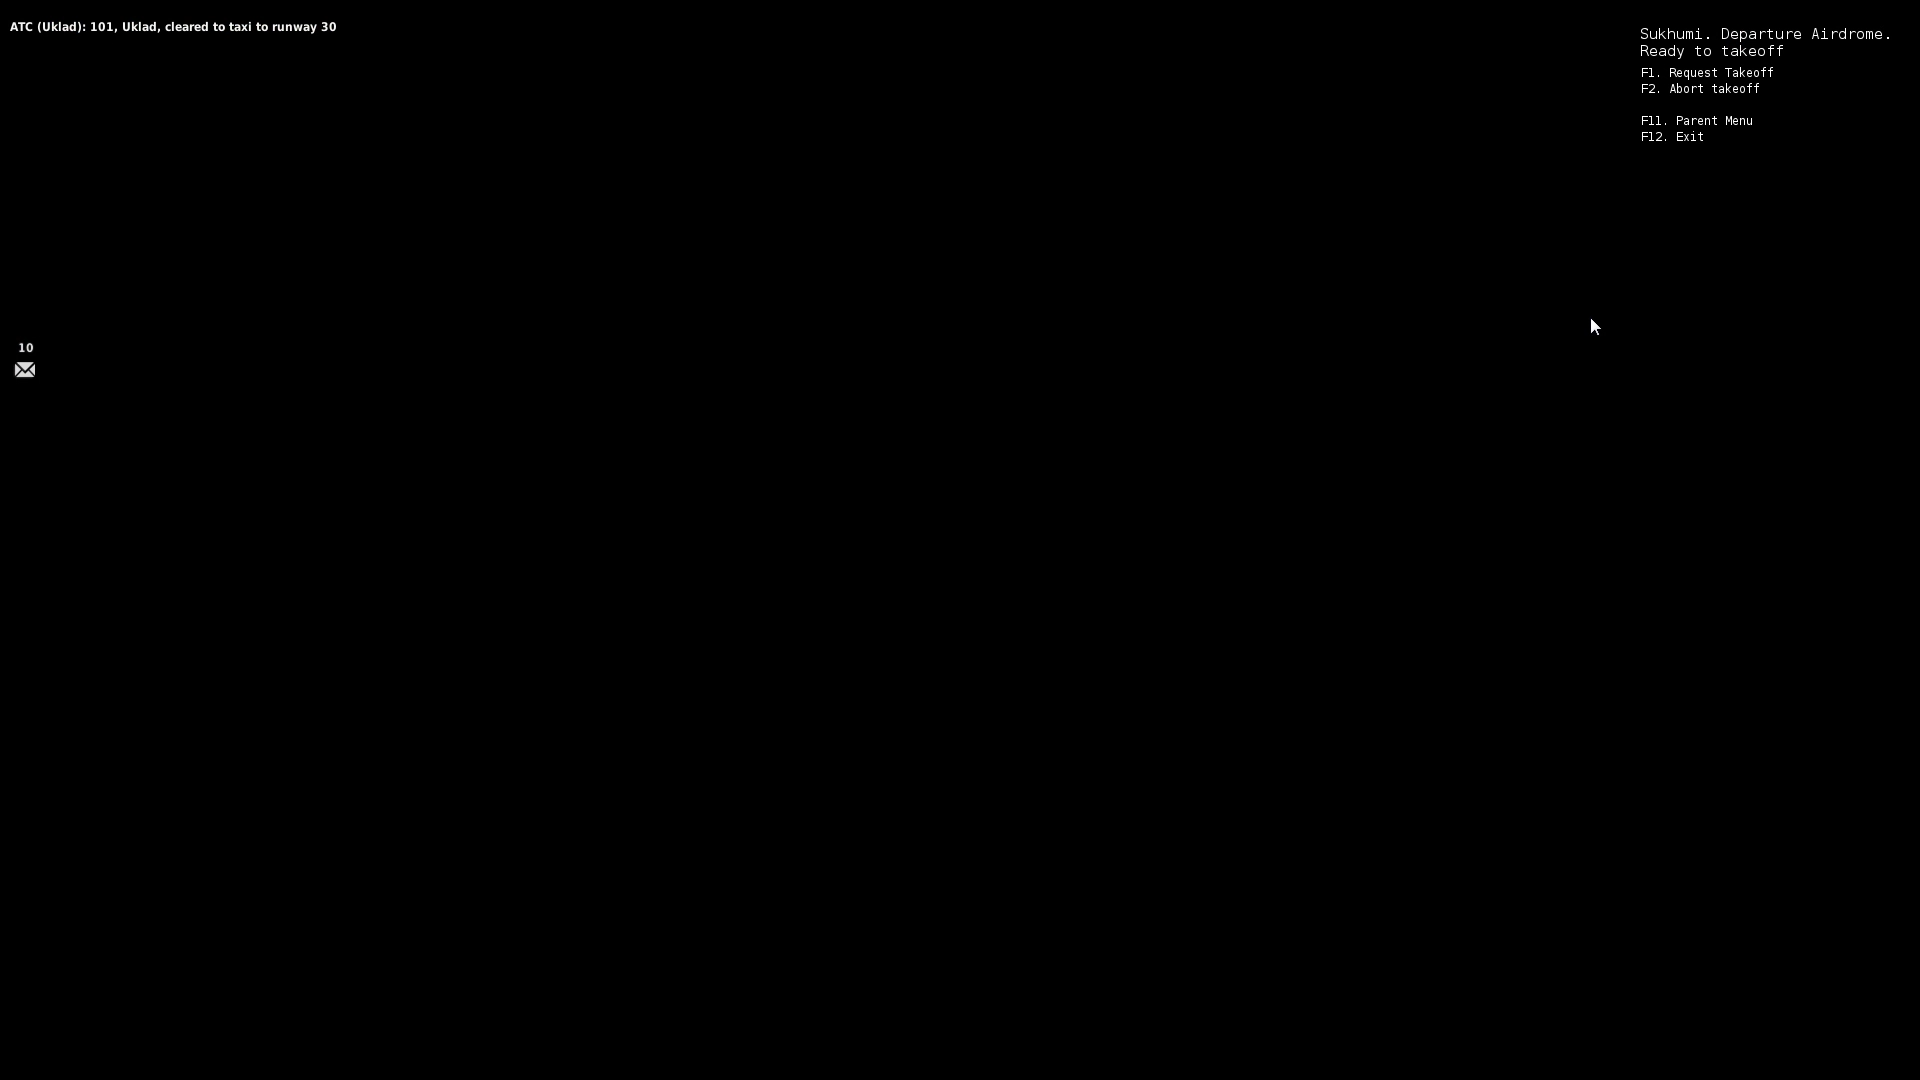 ATC (Uklad): 101, Uklad, cleared to taxi to runway 30
Sukhumi. Departure Airdrome.
Ready to takeoff
F1. Request Takeoff
F2. Abort takeoff
F11. Parent Menu
F12. Exit
10